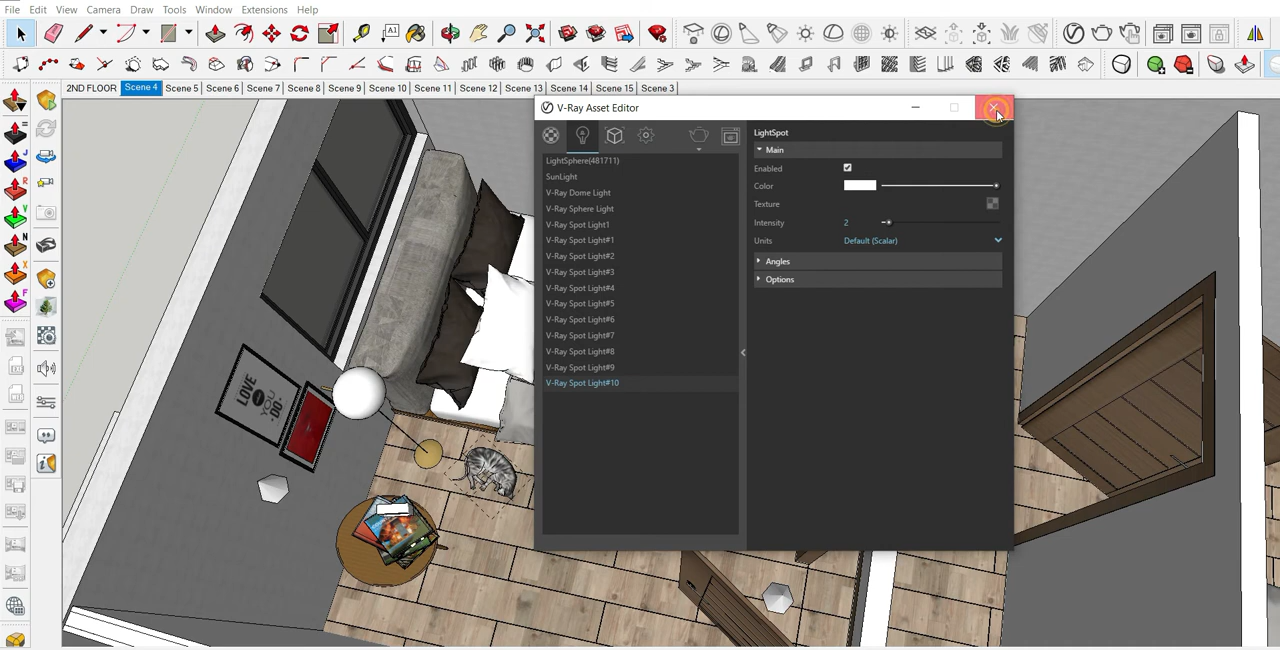 File Edit View Camera Draw Tools Window Extensions Help
A1
2ND FLOOR Scene 4 Scene 5 Scene 6 Scene 7 Scene 8 Scene 9 Scene 10 Scene 11 Scene 12 Scene 13 Scene 14 Scene 15 Scene 3
V-Ray Asset Editor
LightSphere(481711)
SunLight
V-Ray Dome Light
V-Ray Sphere Light
V-Ray Spot Light1
V-Ray Spot Light#1
V-Ray Spot Light#2
V-Ray Spot Light#3
V-Ray Spot Light#4
V-Ray Spot Light#5
V-Ray Spot Light#6
V-Ray Spot Light#7
V-Ray Spot Light#8
V-Ray Spot Light#9
V-Ray Spot Light#10
LightSpot
Main
Enabled
Color
Texture
Intensity 2
Units Default (Scalar)
Angles
Options
LOVE
YOU
DO
R
V
N
X
F